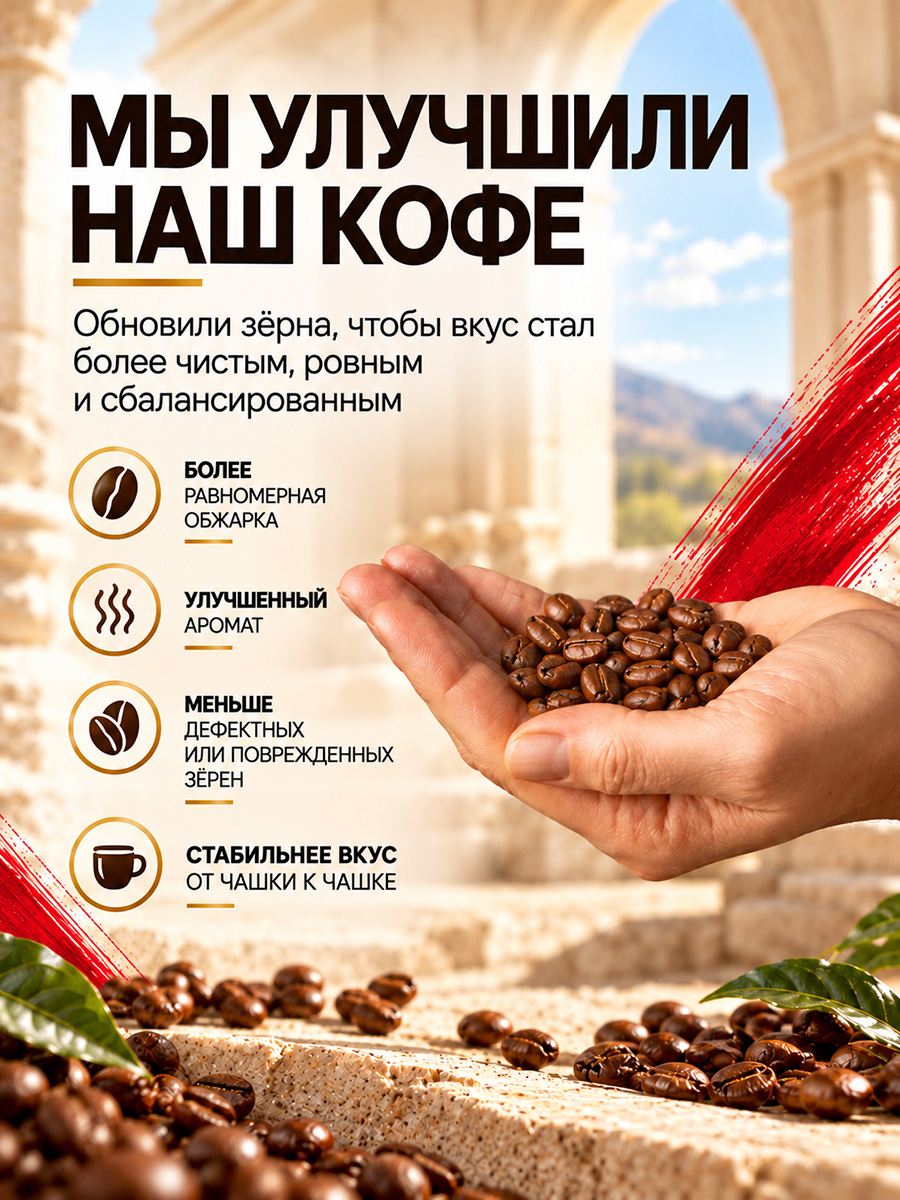 МЫ УЛУЧШИЛИ
НАШ КОФЕ
Обновили зёрна, чтобы вкус стал
более чистым, ровным
и сбалансированным
БОЛЕЕ
РАВНОМЕРНАЯ
ОБЖАРКА
УЛУЧШЕННЫЙ
АРОМАТ
МЕНЬШЕ
ДЕФЕКТНЫХ
ИЛИ ПОВРЕЖДЕННЫХ
ЗЁРЕН
СТАБИЛЬНЕЕ ВКУС
ОТ ЧАШКИ К ЧАШКЕ